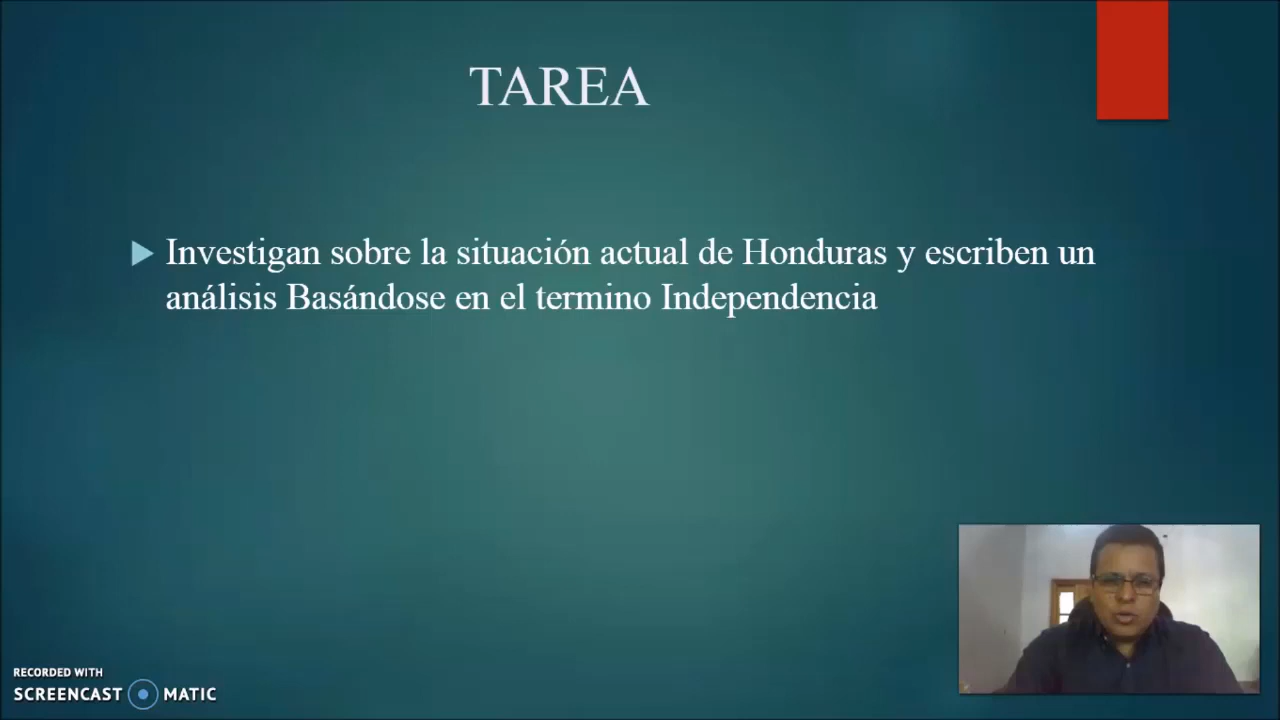 TAREA
Investigan sobre la situación actual de Honduras y escriben un
análisis Basándose en el termino Independencia
RECORDED WITH
SCREENCAST MATIC